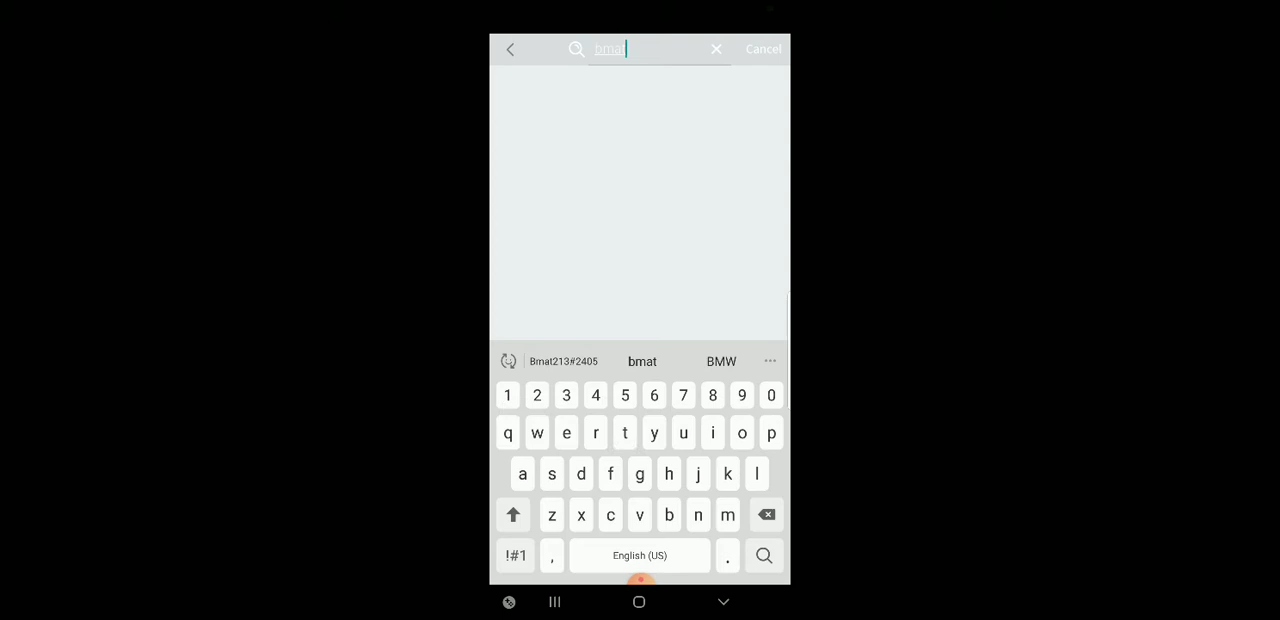 bmat Cancel
Bmat213#2405 bmat BMW ...
1 2 3 4 5 6 7 8 9 0
q w e r t y u i o p
a s d f g h j k l
z x c v b n m
!#1 , English (US) .